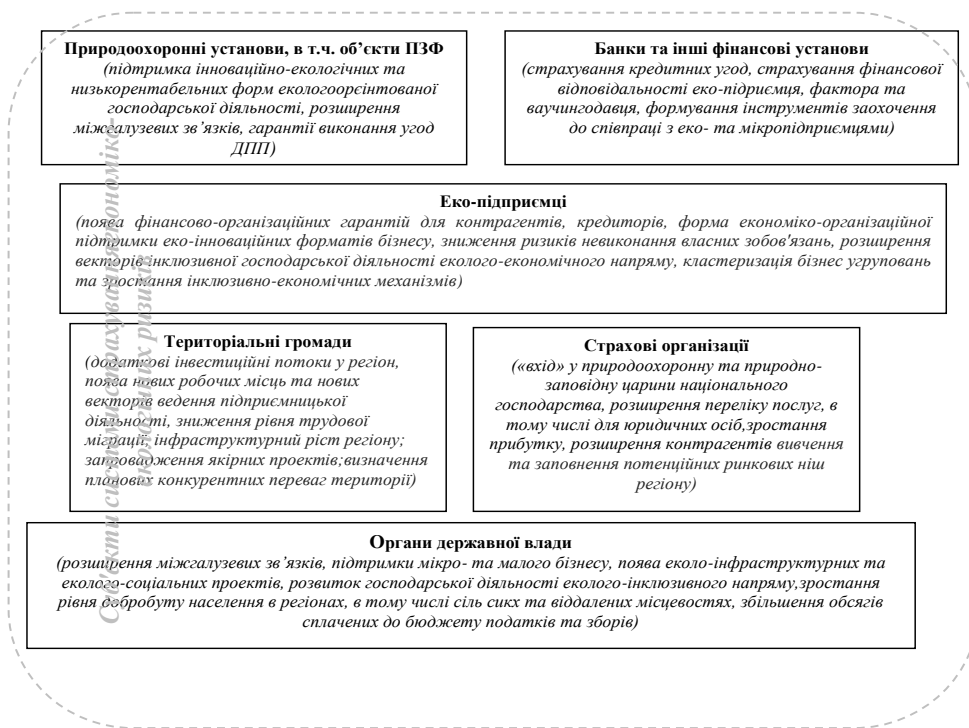 Природоохоронні установи, в т.ч. об’єкти ПЗФ
(підтримка інноваційно-екологічних та
низькорентабельних форм екологоорєінтованої
господарської діяльності, розширення
міжгалузевих зв’язків, гарантії виконання угод
ДПП)
Банки та інші фінансові установи
(страхування кредитних угод, страхування фінансової
відповідальності еко-підриємця, фактора та
ваучингодавця, формування інструментів заохочення
до співпраці з еко- та мікропідприємцями)
Еко-підприємці
(поява фінансово-організаційних гарантій для контрагентів, кредиторів, форма економіко-організаційної
підтримки еко-інноваційних форматів бізнесу, зниження ризиків невиконання власних зобов'язань, розширення
векторів інклюзивної господарської діяльності еколого-економічного напряму, кластеризація бізнес угруповань
та зростання інклюзивно-економічних механізмів)
Територіальні громади
(додаткові інвестиційні потоки у регіон,
поява нових робочих місць та нових
векторів ведення підприємницької
діяльності, зниження рівня трудової
міграції; інфраструктурний ріст регіону;
запровадження якірних проектів;визначення
планових конкурентних переваг території)
Страхові організації
(«вхід» у природоохоронну та природно-
заповідну царини національного
господарства, розширення переліку послуг, в
тому числі для юридичних осіб,зростання
прибутку, розширення контрагентів вивчення
та заповнення потенційних ринкових ніш
регіону)
Органи державної влади
(розширення міжгалузевих зв’язків, підтримки мікро- та малого бізнесу, поява еколо-інфраструктурних та
еколого-соціальних проектів, розвиток господарської діяльності еколого-інклюзивного напряму,зростання
рівня добробуту населення в регіонах, в тому числі сіль сикх та віддалених місцевостях, збільшення обсягів
сплачених до бюджету податків та зборів)
Суб'єкти системи страхування економіко-
екологічних ризиків